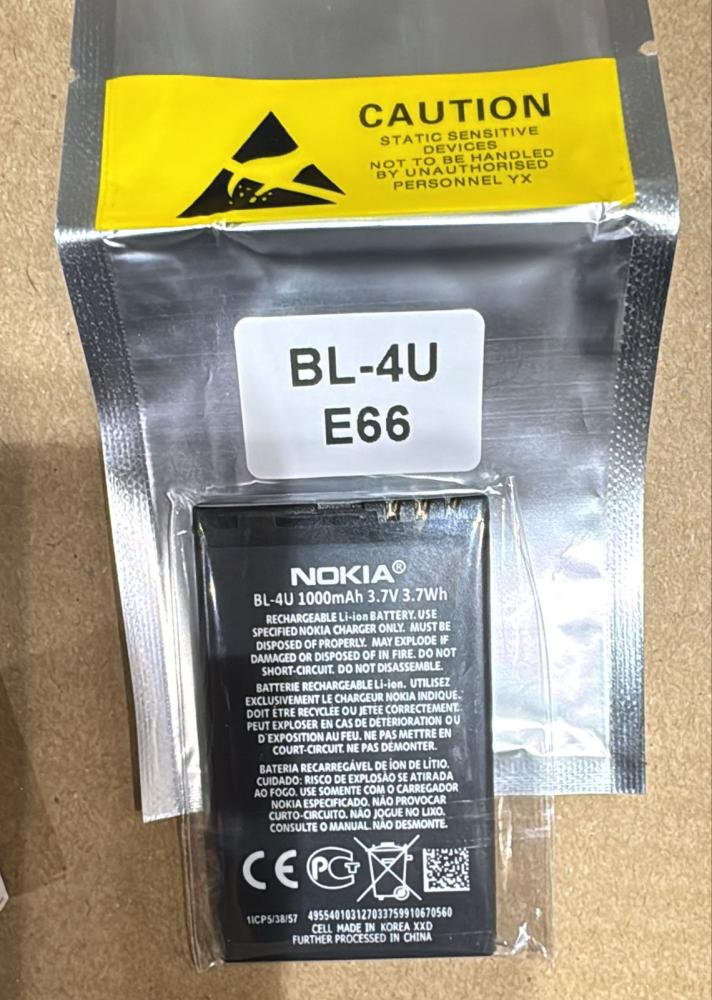 CAUTION
STATIC SENSITIVE
DEVICES
NOT TO BE HANDLED
BY UNAUTHORISED
PERSONNEL YX
BL-4U
E66
NOKIA®
BL-4U 1000mAh 3.7V 3.7Wh
RECHARGEABLE Li-ion BATTERY. USE
SPECIFIED NOKIA CHARGER ONLY. MUST BE
DISPOSED OF PROPERLY. MAY EXPLODE IF
DAMAGED OR DISPOSED OF IN FIRE. DO NOT
SHORT-CIRCUIT. DO NOT DISASSEMBLE.
BATTERIE RECHARGEABLE Li-ion. UTILISEZ
EXCLUSIVEMENT LE CHARGEUR NOKIA INDIQUE.
DOIT ÉTRE RECYCLÉE OU JETEE CORRECTEMENT.
PEUT EXPLOSER EN CAS DE DÉTERIORATION OU
D'EXPOSITION AU FEU. NE PAS METTRE EN
COURT-CIRCUIT. NE PAS DÉMONTER.
BATERIA RECARREGÁVEL DE ÍON DE LÍTIO.
CUIDADO: RISCO DE EXPLOSÃO SE ATIRADA
AO FOGO. USE SOMENTE COM O CARREGADOR
NOKIA ESPECIFICADO. NÃO PROVOCAR
CURTO-CIRCUITO. NÃO JOGUE NO LIXO.
CONSULTE O MANUAL. NÃO DESMONTE.
CE PCT
1ICP5/38/57 495540103127033759910670560
CELL MADE IN KOREA XXD
FURTHER PROCESSED IN CHINA